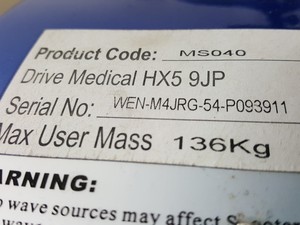 Product Code: MS040
Drive Medical HX5 9JP
Serial No: WEN-M4JRG-54-P093911
Max User Mass 136Kg
ARNING:
wave sources may affect